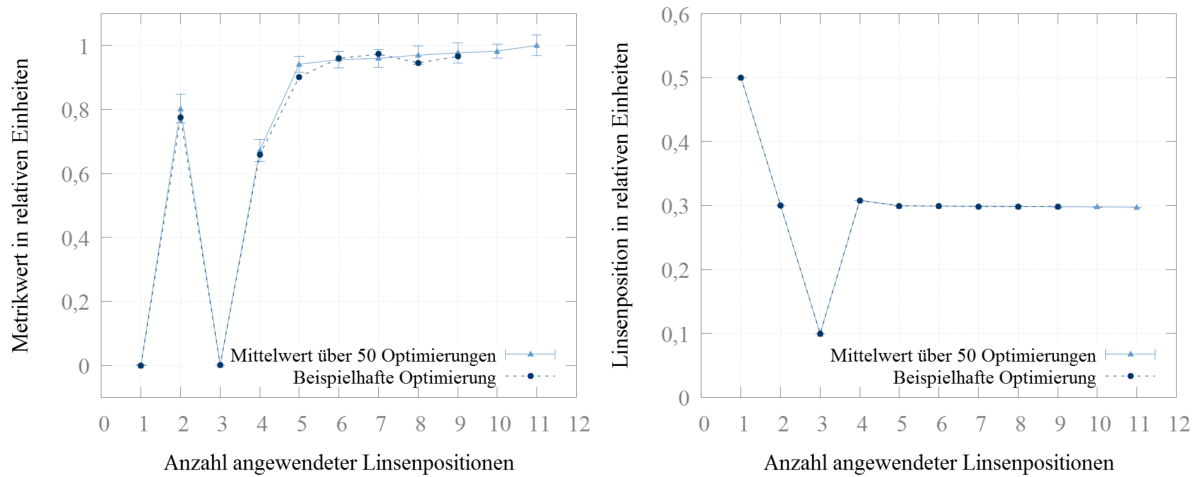 Metrikwert in relativen Einheiten
1
0,8
0,6
0,4
0,2
0
Mittelwert über 50 Optimierungen
Beispielhafte Optimierung
0 1 2 3 4 5 6 7 8 9 10 11 12
Anzahl angewendeter Linsenpositionen
Linsenposition in relativen Einheiten
0,6
0,5
0,4
0,3
0,2
0,1
0
Mittelwert über 50 Optimierungen
Beispielhafte Optimierung
0 1 2 3 4 5 6 7 8 9 10 11 12
Anzahl angewendeter Linsenpositionen